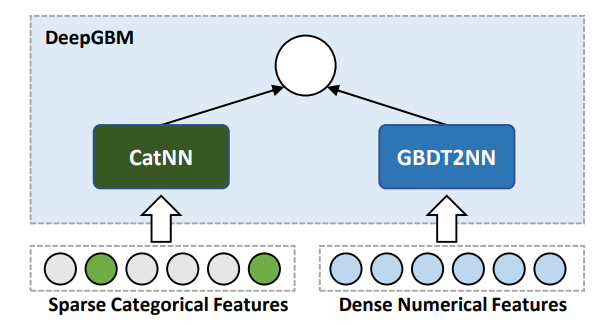 DeepGBM
CatNN
GBDT2NN
Sparse Categorical Features
Dense Numerical Features